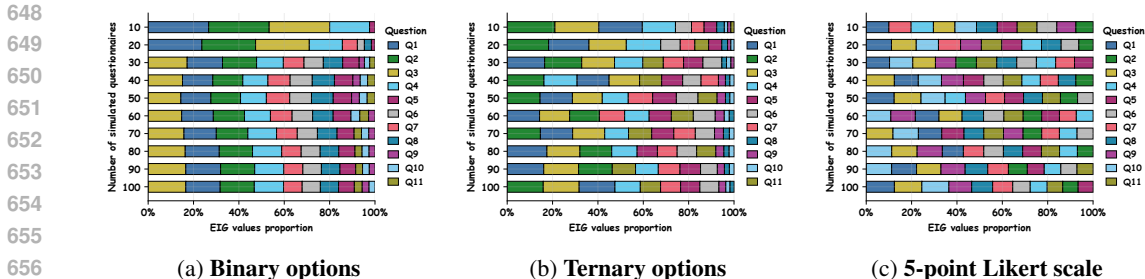 648
649
650
651
652
653
654
655
656
Number of simulated questionnaires
10
20
30
40
50
60
70
80
90
100
0%
20%
40%
60%
80%
100%
EIG values proportion
Question
Q1
Q2
Q3
Q4
Q5
Q6
Q7
Q8
Q9
Q10
Q11
(a) Binary options
Number of simulated questionnaires
10
20
30
40
50
60
70
80
90
100
0%
20%
40%
60%
80%
100%
EIG values proportion
Question
Q1
Q2
Q3
Q4
Q5
Q6
Q7
Q8
Q9
Q10
Q11
(b) Ternary options
Number of simulated questionnaires
10
20
30
40
50
60
70
80
90
100
0%
20%
40%
60%
80%
100%
EIG values proportion
Question
Q1
Q2
Q3
Q4
Q5
Q6
Q7
Q8
Q9
Q10
Q11
(c) 5-point Likert scale